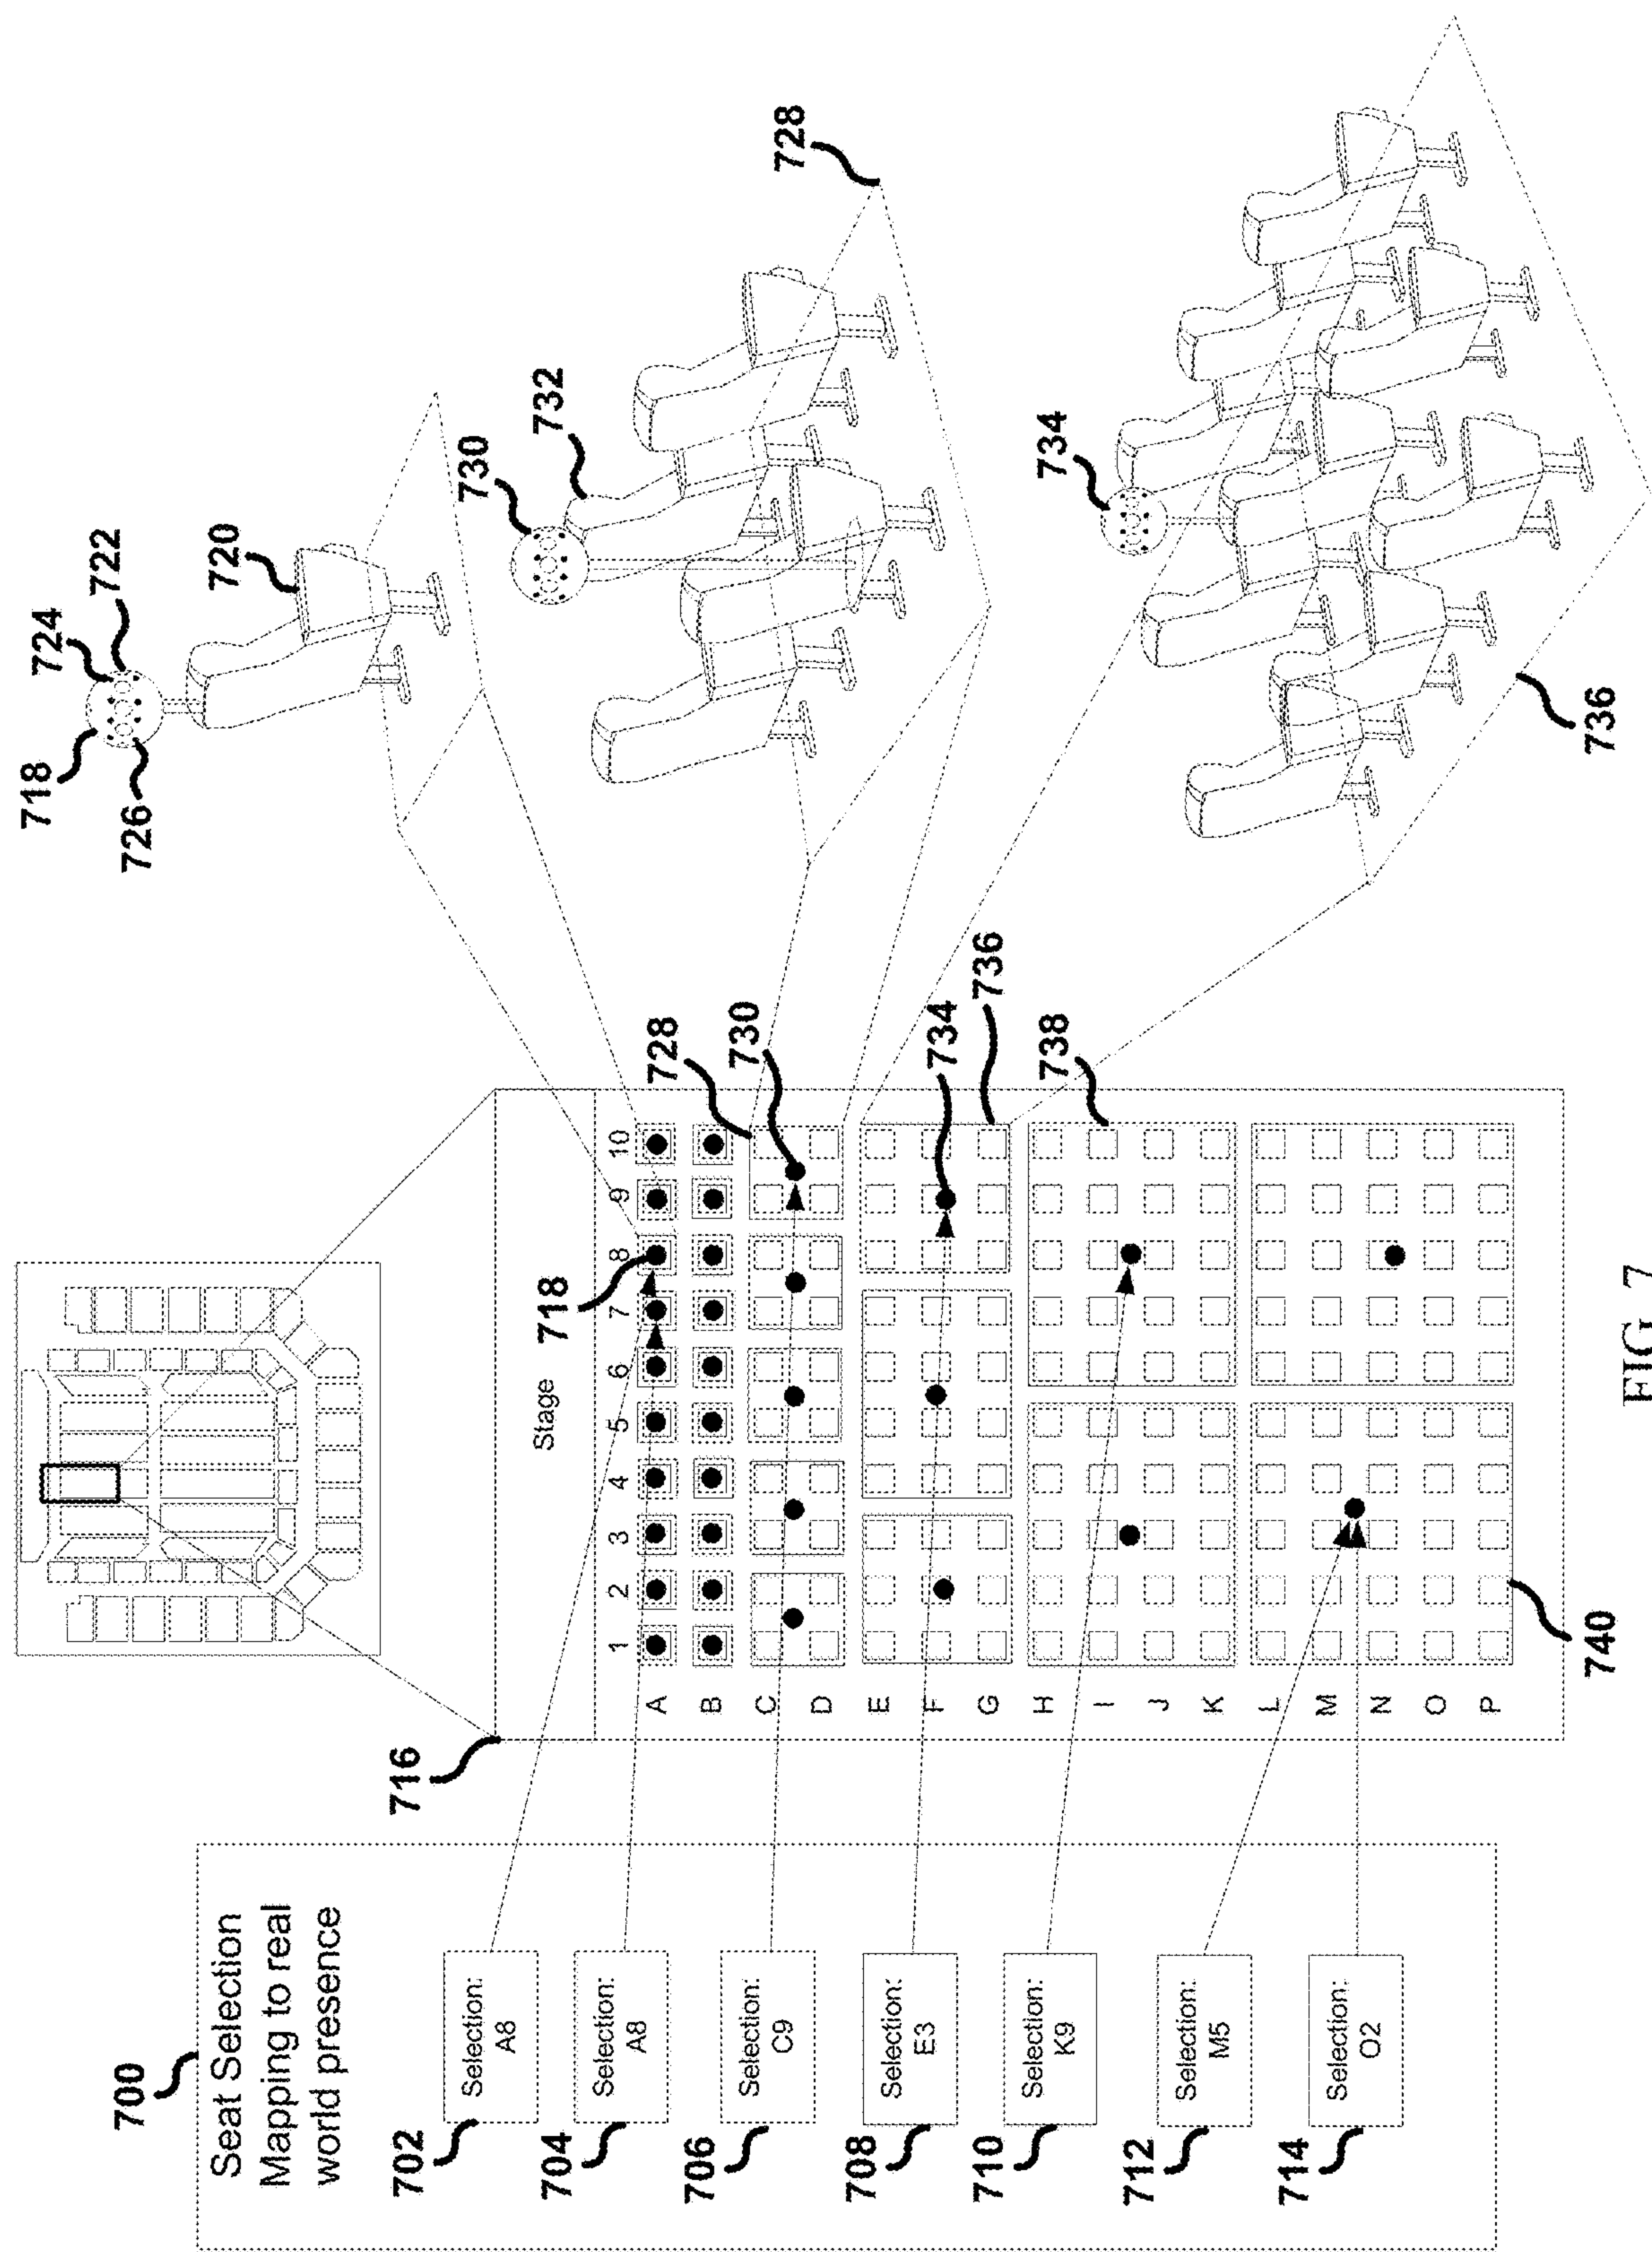 700
Seat Selection
Mapping to real
world presence
702
Selection:
A8
704
Selection:
A8
706
Selection:
C9
708
Selection:
E3
710
Selection:
K9
712
Selection:
M5
714
Selection:
O2
716
Stage
718
1 2 3 4 5 6 7 8 9 10
A
B
C
D
E
F
G
H
I
J
K
L
M
N
O
P
728
730
734
736
738
740
718
724
722
726
720
730
732
728
734
736
FIG. 7